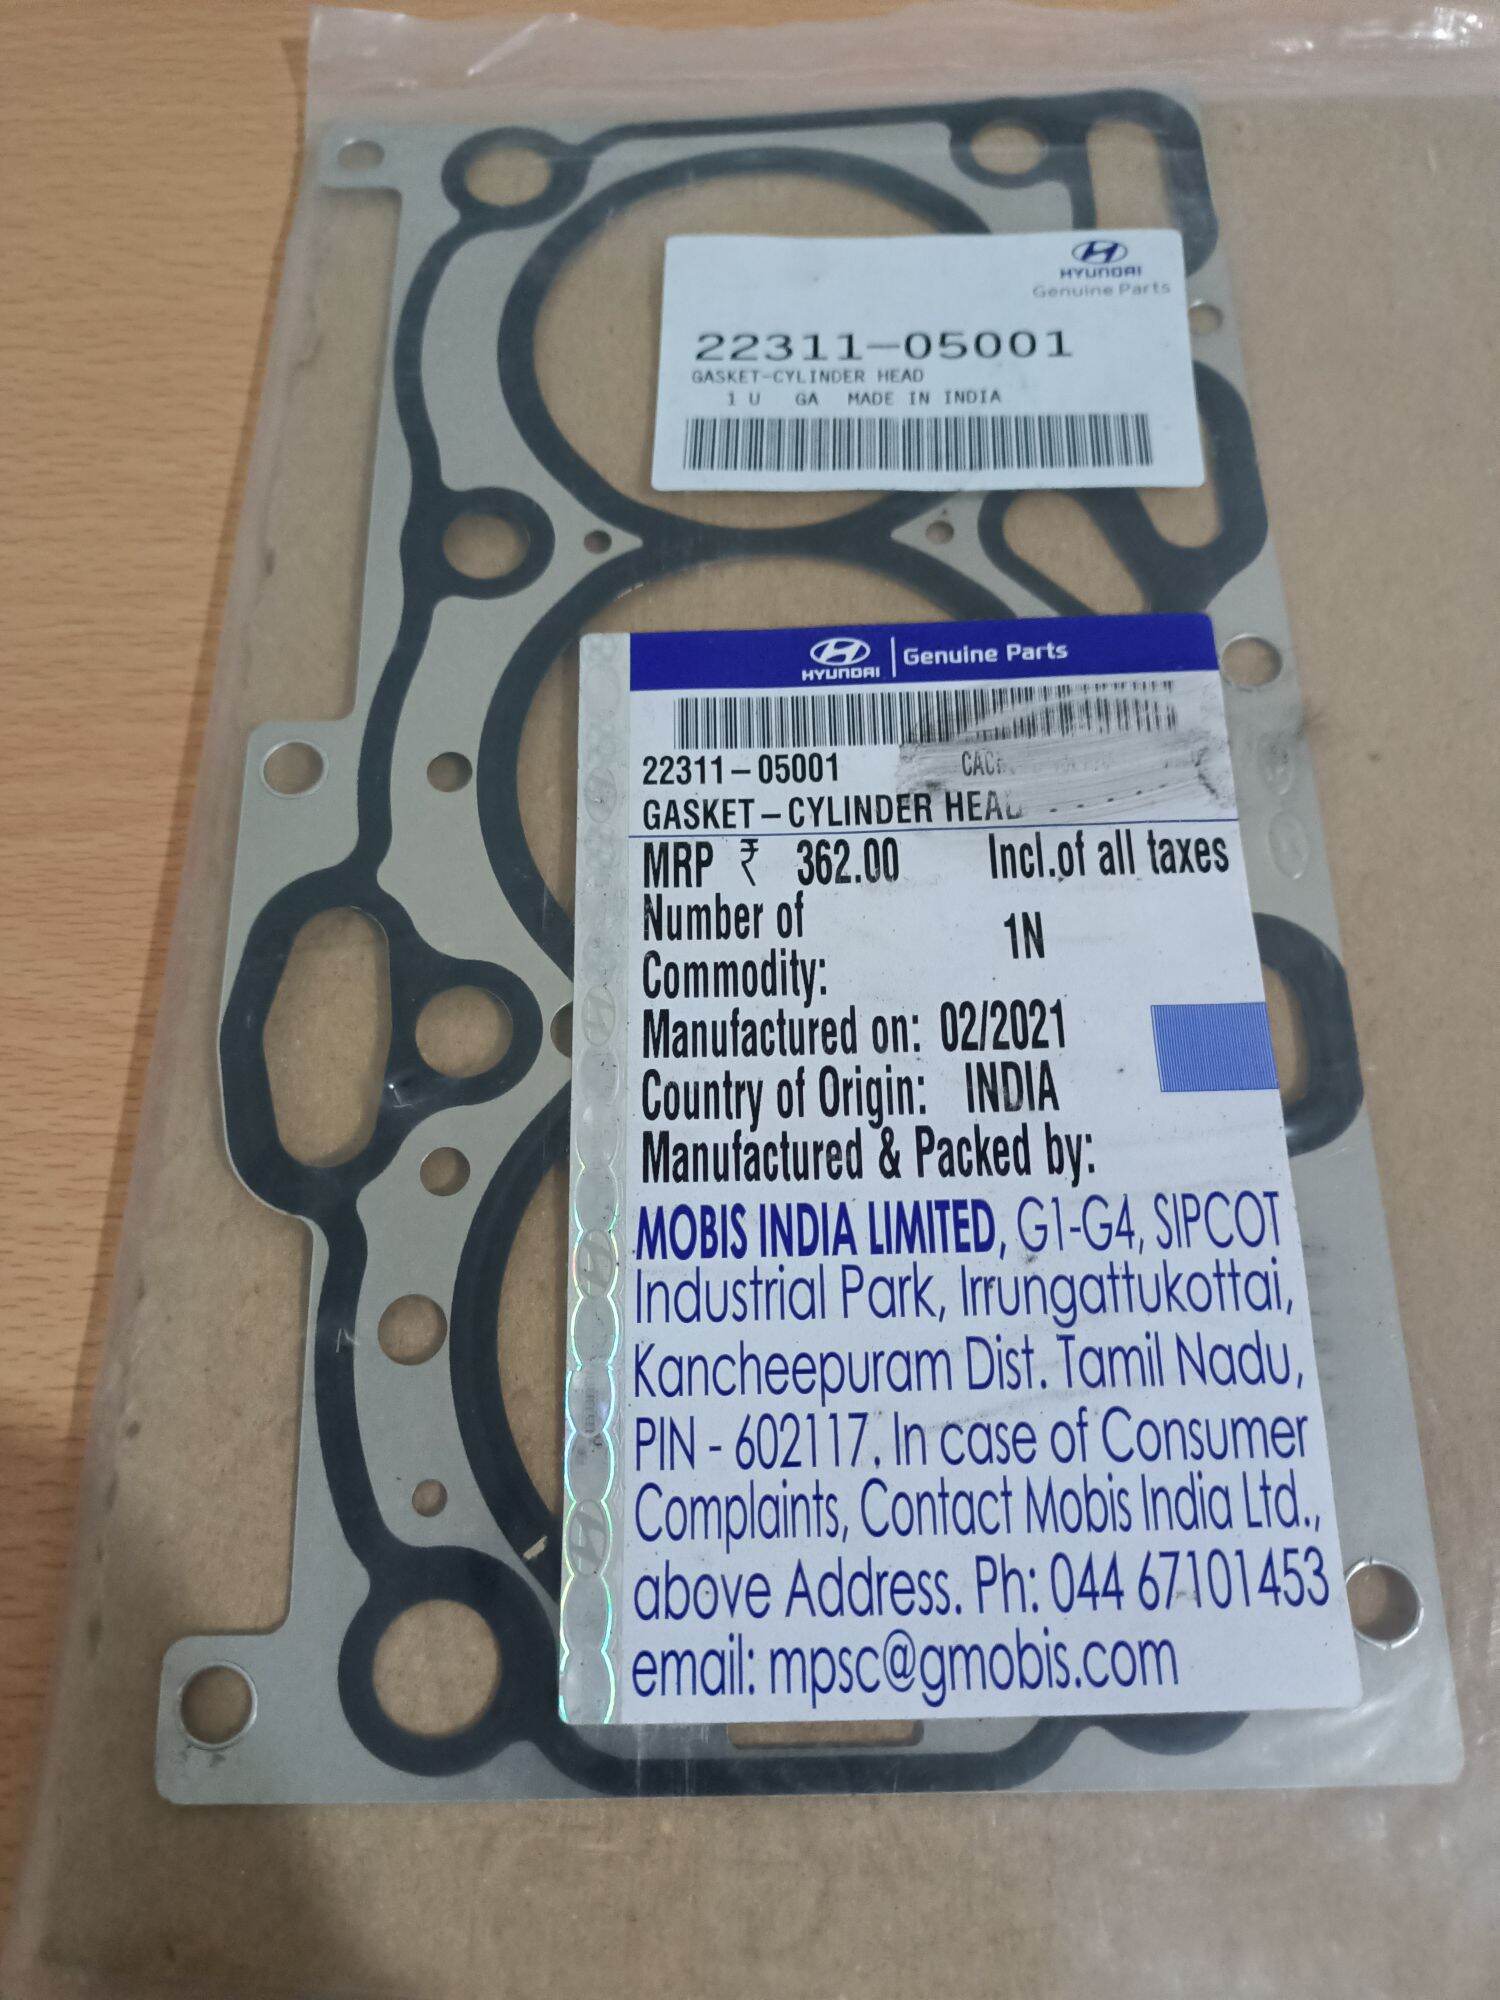 HYUNDAI
Genuine Parts
22311-05001
GASKET-CYLINDER HEAD
1 U GA MADE IN INDIA
HYUNDAI | Genuine Parts
22311-05001
GASKET-CYLINDER HEAD
MRP ₹ 362.00 Incl.of all taxes
Number of 1N
Commodity:
Manufactured on: 02/2021
Country of Origin: INDIA
Manufactured & Packed by:
MOBIS INDIA LIMITED, G1-G4, SIPCOT
Industrial Park, Irrungattukottai,
Kancheepuram Dist. Tamil Nadu,
PIN - 602117. In case of Consumer
Complaints, Contact Mobis India Ltd.,
above Address. Ph: 044 67101453
email: mpsc@gmobis.com